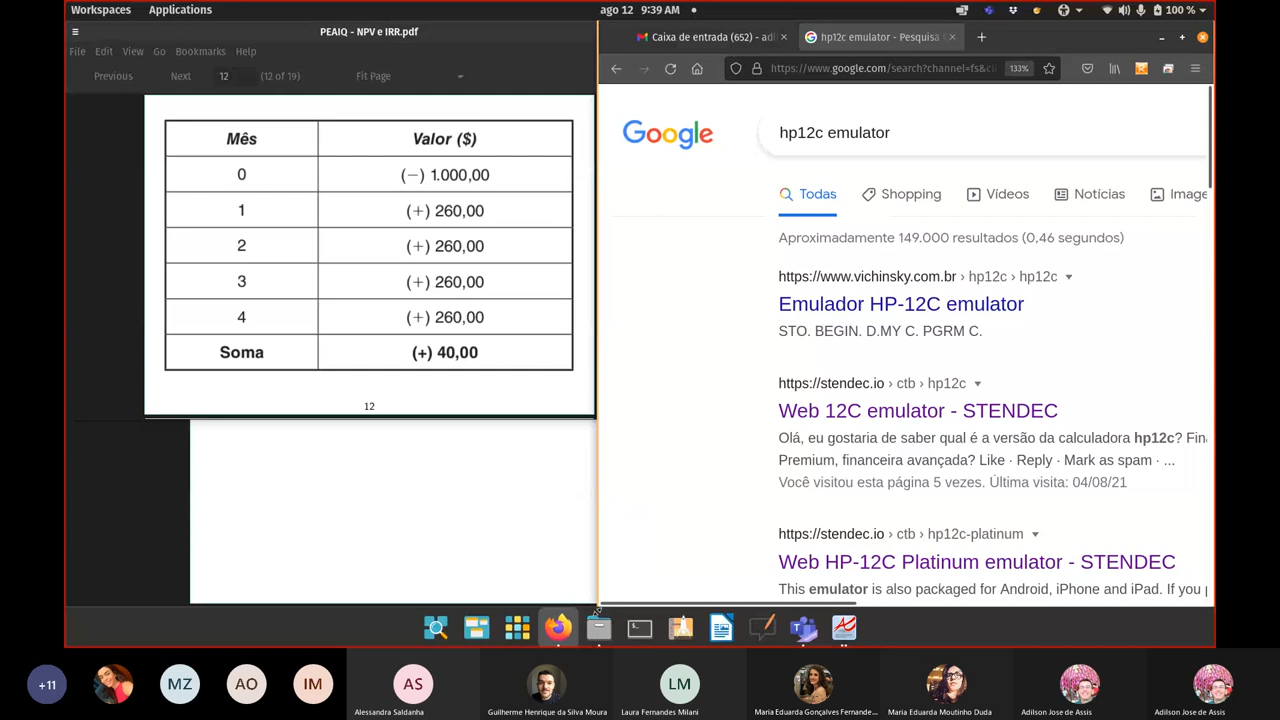 Workspaces Applications
ago 12 9:39 AM
100 %
PEAIQ - NPV e IRR.pdf
File Edit View Go Bookmarks Help
Previous Next 12 (12 of 19) Fit Page
Mês Valor ($)
0 (−) 1.000,00
1 (+) 260,00
2 (+) 260,00
3 (+) 260,00
4 (+) 260,00
Soma (+) 40,00
12
Caixa de entrada (652) - adi
hp12c emulator - Pesquisa
https://www.google.com/search?channel=fs&c
133%
Google
hp12c emulator
Todas Shopping Vídeos Notícias Image
Aproximadamente 149.000 resultados (0,46 segundos)
https://www.vichinsky.com.br › hp12c › hp12c
Emulador HP-12C emulator
STO. BEGIN. D.MY C. PGRM C.
https://stendec.io › ctb › hp12c
Web 12C emulator - STENDEC
Olá, eu gostaria de saber qual é a versão da calculadora hp12c? Fin
Premium, financeira avançada? Like · Reply · Mark as spam · ...
Você visitou esta página 5 vezes. Última visita: 04/08/21
https://stendec.io › ctb › hp12c-platinum
Web HP-12C Platinum emulator - STENDEC
This emulator is also packaged for Android, iPhone and iPad. If you
+11 MZ AO IM AS LM
Alessandra Saldanha
Guilherme Henrique da Silva Moura
Laura Fernandes Milani
Maria Eduarda Gonçalves Fernande...
Maria Eduarda Moutinho Duda
Adilson Jose de Assis
Adilson Jose de Assis